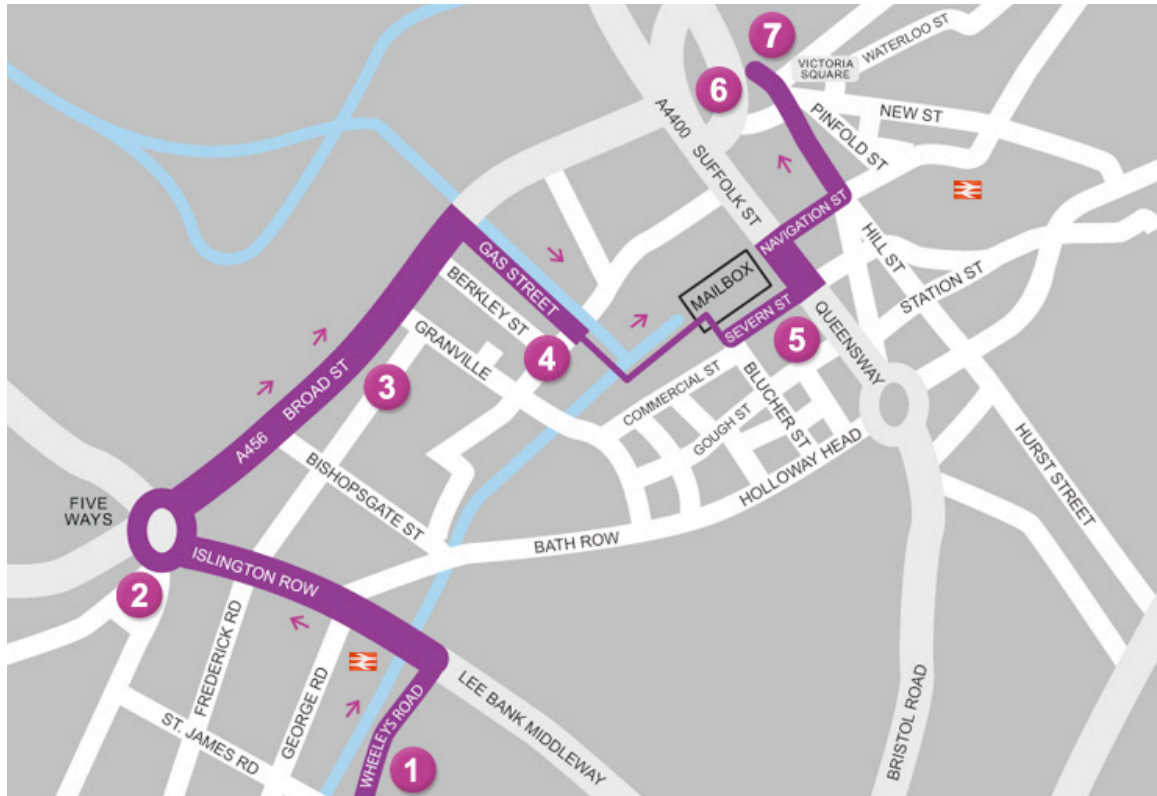 7
WATERLOO ST
VICTORIA
SQUARE
6
A4400 SUFFOLK ST
PINFOLD ST
NEW ST
NAVIGATION ST
HILL ST
GAS STREET
MAILBOX
STATION ST
BERKLEY ST
SEVERN ST
QUEENSWAY
5
GRANVILLE
4
3
A456 BROAD ST
COMMERCIAL ST
BLUCHER ST
GOUGH ST
HOLLOWAY HEAD
HURST STREET
BISHOPSGATE ST
FIVE
WAYS
BATH ROW
ISLINGTON ROW
2
FREDERICK RD
GEORGE RD
LEE BANK MIDDLEWAY
WHEELEYS ROAD
BRISTOL ROAD
ST. JAMES RD
1